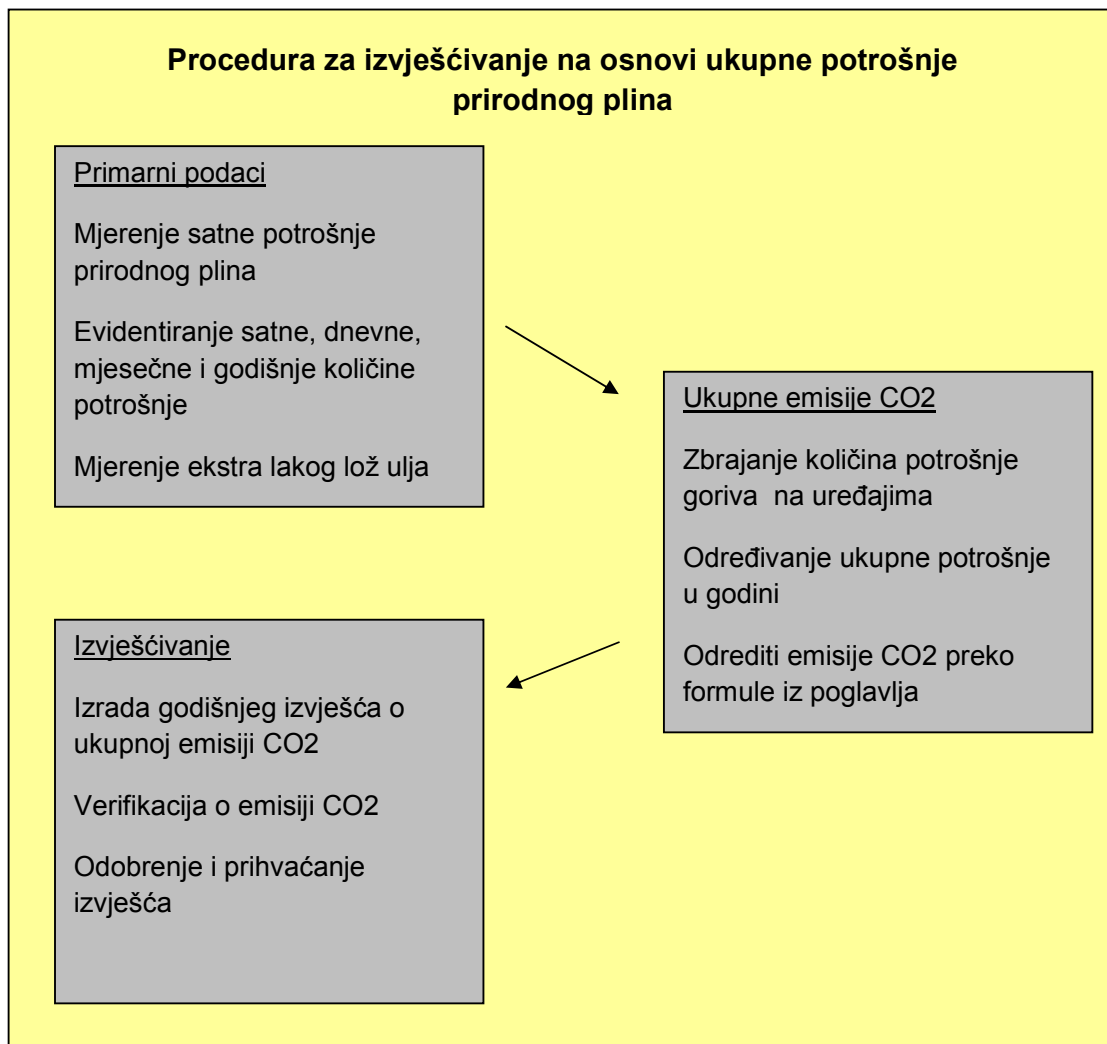 Procedura za izvješćivanje na osnovi ukupne potrošnje
prirodnog plina
Primarni podaci
Mjerenje satne potrošnje
prirodnog plina
Evidentiranje satne, dnevne,
mjesečne i godišnje količine
potrošnje
Mjerenje ekstra lakog lož ulja
Ukupne emisije CO2
Zbrajanje količina potrošnje
goriva  na uređajima
Određivanje ukupne potrošnje
u godini
Odrediti emisije CO2 preko
formule iz poglavlja
Izvješćivanje
Izrada godišnjeg izvješća o
ukupnoj emisiji CO2
Verifikacija o emisiji CO2
Odobrenje i prihvaćanje
izvješća